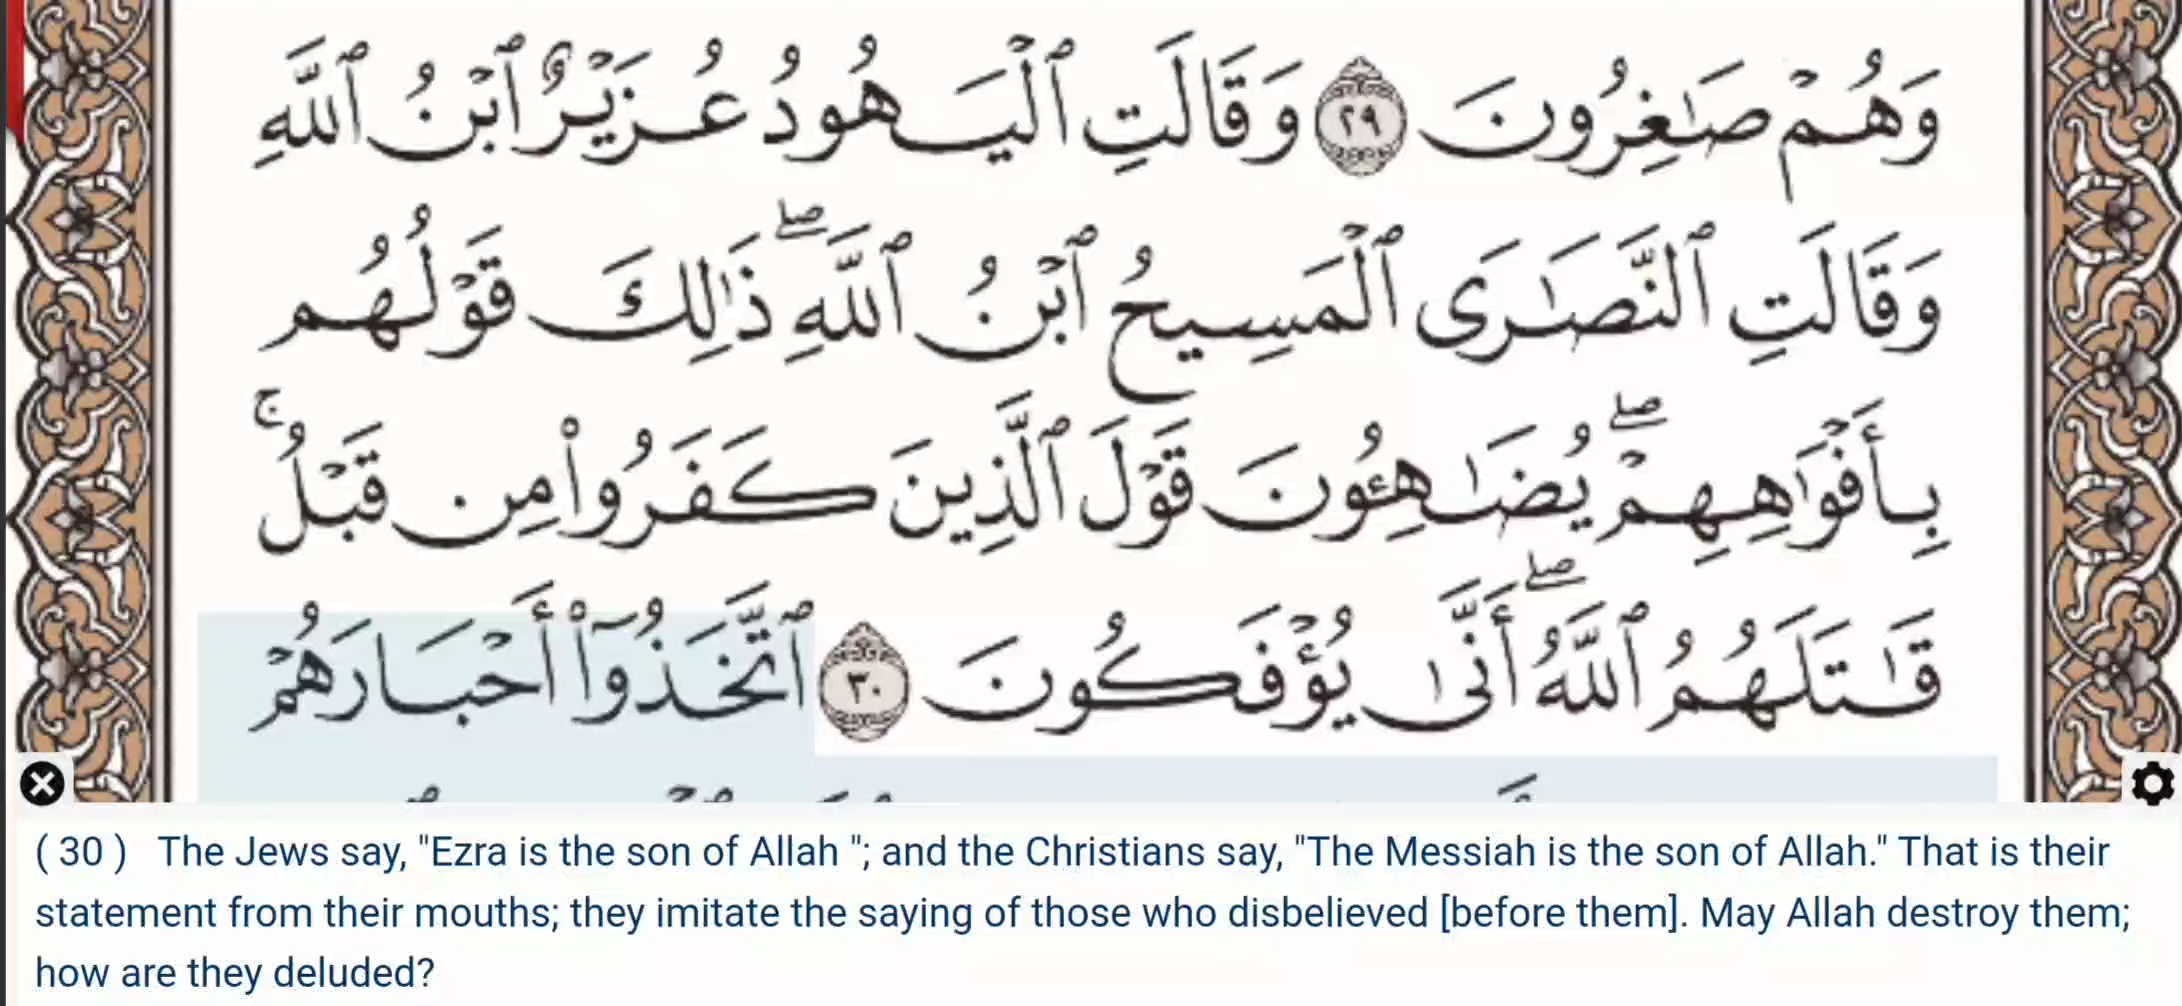 وَهُمْ صَٰغِرُونَ ٢٩ وَقَالَتِ ٱلْيَهُودُ عُزَيْرٌ ٱبْنُ ٱللَّهِ
وَقَالَتِ ٱلنَّصَٰرَى ٱلْمَسِيحُ ٱبْنُ ٱللَّهِۖ ذَٰلِكَ قَوْلُهُم
بِأَفْوَٰهِهِمْۖ يُضَٰهِـُٔونَ قَوْلَ ٱلَّذِينَ كَفَرُوا۟ مِن قَبْلُۚ
قَٰتَلَهُمُ ٱللَّهُۖ أَنَّىٰ يُؤْفَكُونَ ٣٠ ٱتَّخَذُوٓا۟ أَحْبَارَهُمْ
( 30 ) The Jews say, "Ezra is the son of Allah "; and the Christians say, "The Messiah is the son of Allah." That is their
statement from their mouths; they imitate the saying of those who disbelieved [before them]. May Allah destroy them;
how are they deluded?